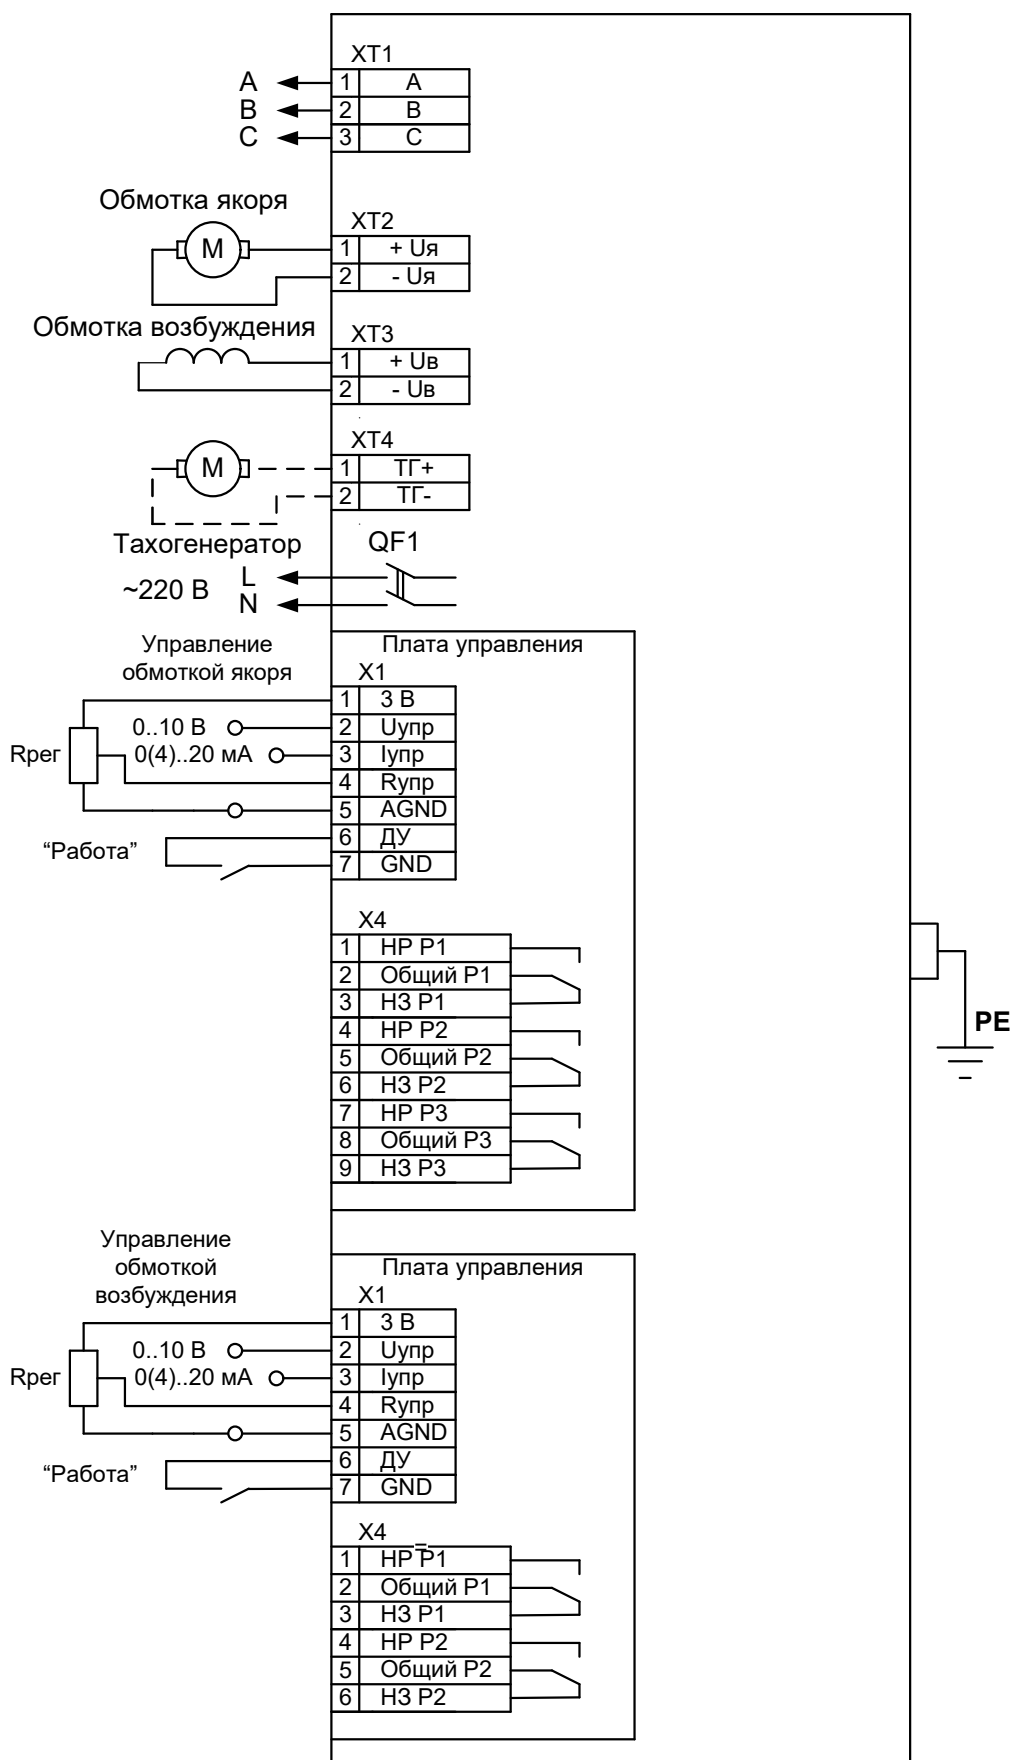 XT1
A 1 A
B 2 B
C 3 C
Обмотка якоря
XT2
M 1 + Uя
2 - Uя
Обмотка возбуждения
XT3
1 + Uв
2 - Uв
XT4
M 1 ТГ+
2 ТГ-
Тахогенератор
QF1
~220 В
L
N
Управление
обмоткой якоря
Плата управления
X1
1 3 В
0..10 В 2 Uупр
Rрег 0(4)..20 мА 3 Iупр
4 Rупр
5 AGND
6 ДУ
“Работа”
7 GND
X4
1 НР Р1
2 Общий Р1
3 НЗ Р1
4 НР Р2
5 Общий Р2
6 НЗ Р2
7 НР Р3
8 Общий Р3
9 НЗ Р3
PE
Управление
обмоткой
возбуждения
Плата управления
X1
1 3 В
0..10 В 2 Uупр
Rрег 0(4)..20 мА 3 Iупр
4 Rупр
5 AGND
6 ДУ
“Работа”
7 GND
X4
1 НР Р1
2 Общий Р1
3 НЗ Р1
4 НР Р2
5 Общий Р2
6 НЗ Р2